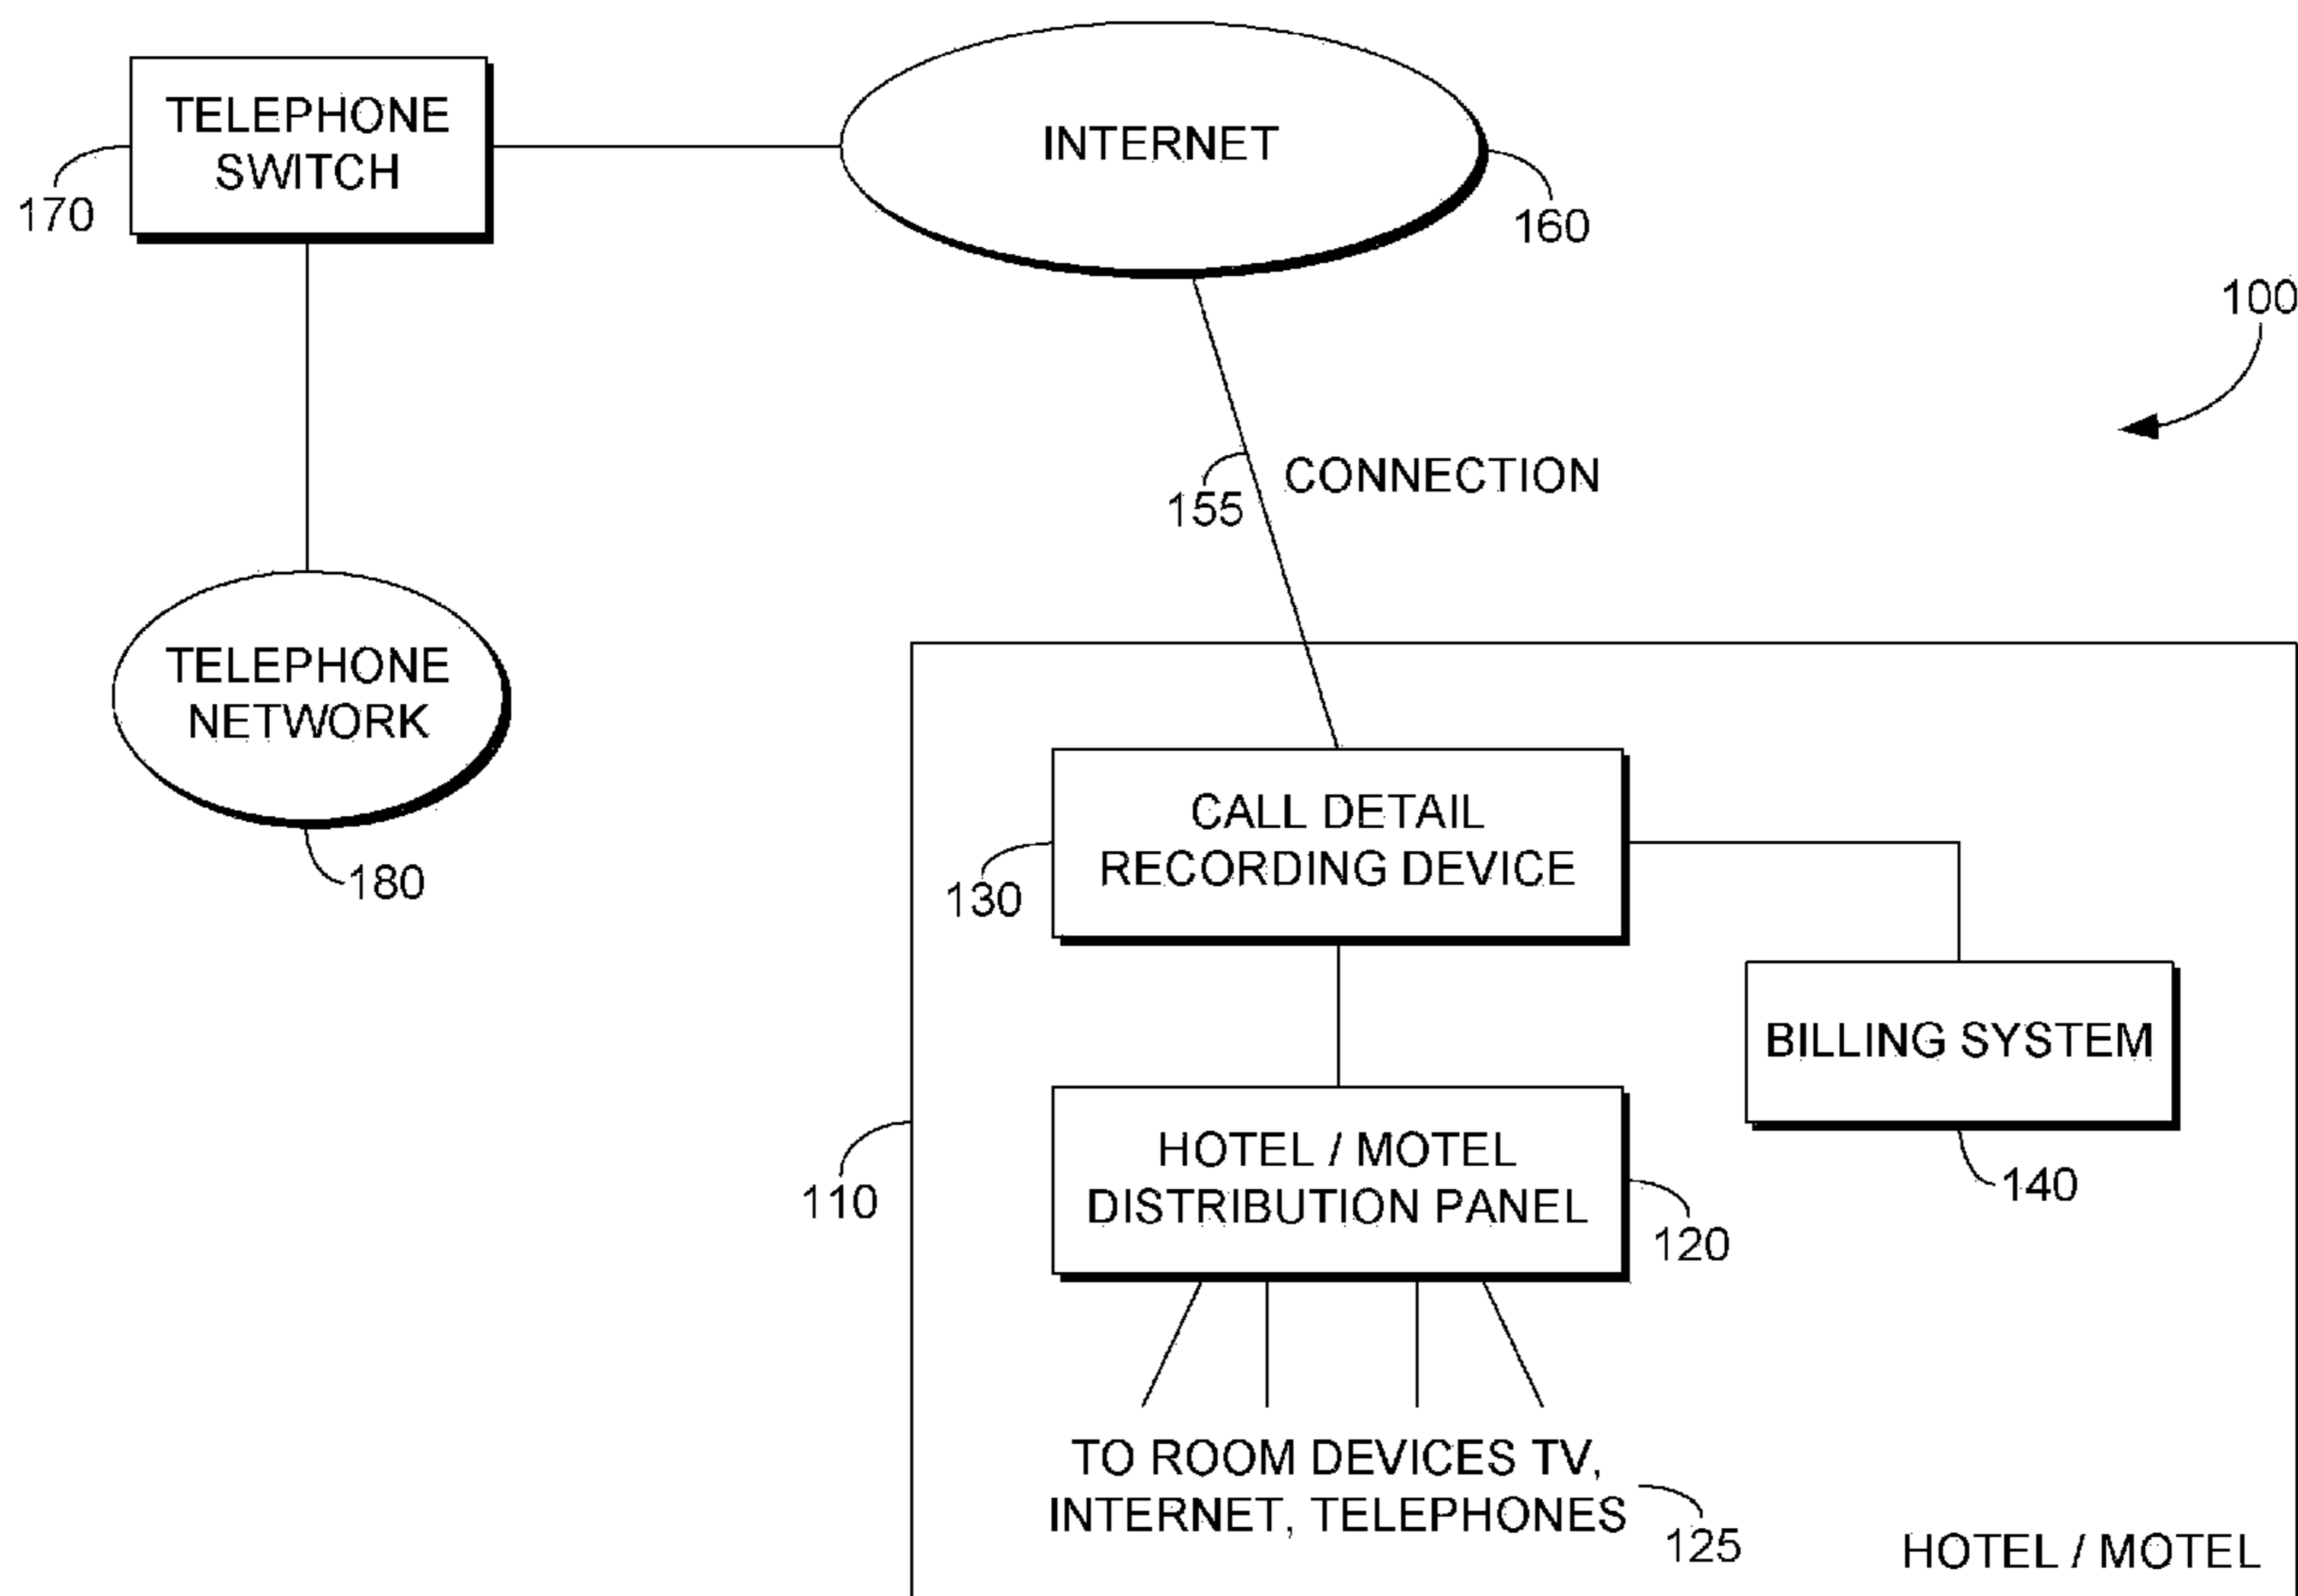 TELEPHONE
SWITCH
170
INTERNET
160
100
CONNECTION
155
TELEPHONE
NETWORK
180
CALL DETAIL
RECORDING DEVICE
130
BILLING SYSTEM
140
HOTEL / MOTEL
DISTRIBUTION PANEL
110
120
TO ROOM DEVICES TV,
INTERNET, TELEPHONES
125
HOTEL / MOTEL